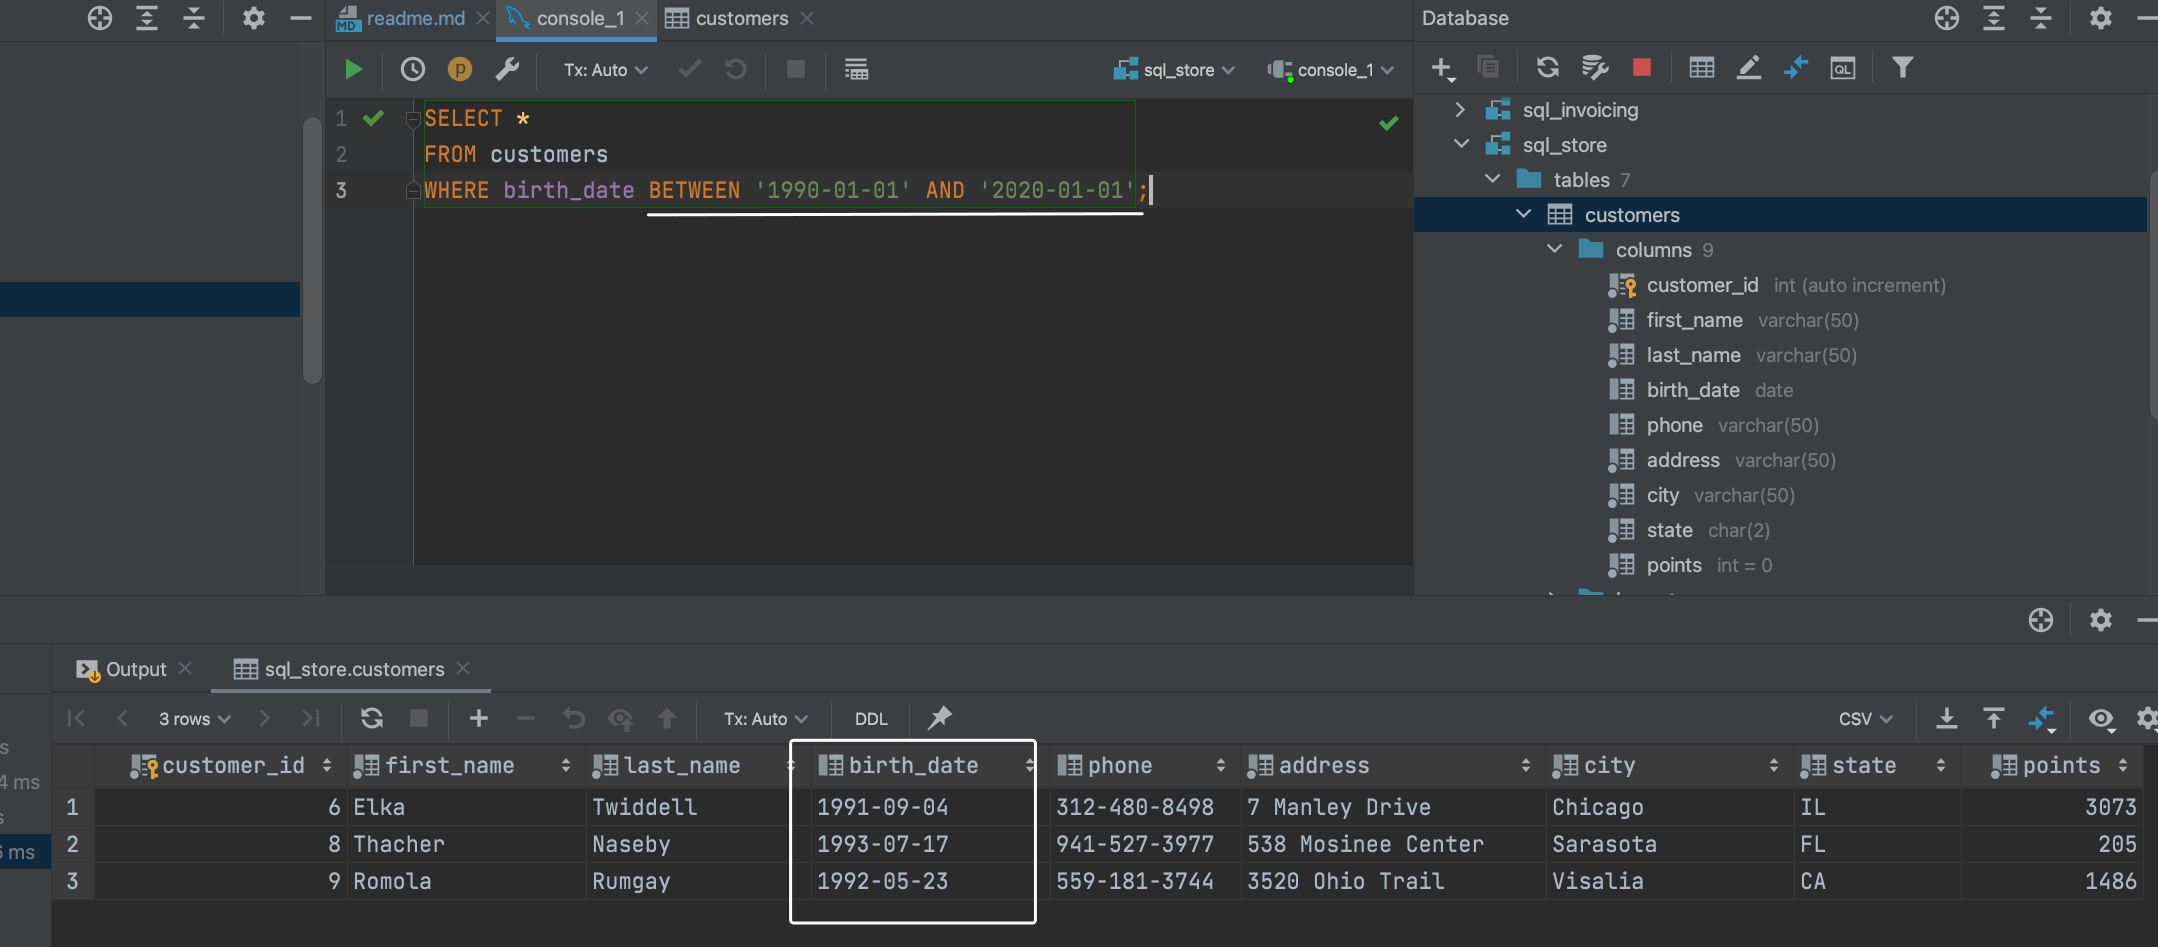 readme.md
console_1
customers
Database
Tx: Auto
sql_store
console_1
1 SELECT *
2 FROM customers
3 WHERE birth_date BETWEEN '1990-01-01' AND '2020-01-01';
sql_invoicing
sql_store
tables 7
customers
columns 9
customer_id int (auto increment)
first_name varchar(50)
last_name varchar(50)
birth_date date
phone varchar(50)
address varchar(50)
city varchar(50)
state char(2)
points int = 0
Output
sql_store.customers
3 rows
Tx: Auto
DDL
CSV
customer_id first_name last_name birth_date phone address city state points
1 6 Elka Twiddell 1991-09-04 312-480-8498 7 Manley Drive Chicago IL 3073
2 8 Thacher Naseby 1993-07-17 941-527-3977 538 Mosinee Center Sarasota FL 205
3 9 Romola Rumgay 1992-05-23 559-181-3744 3520 Ohio Trail Visalia CA 1486
s
4 ms
s
ms